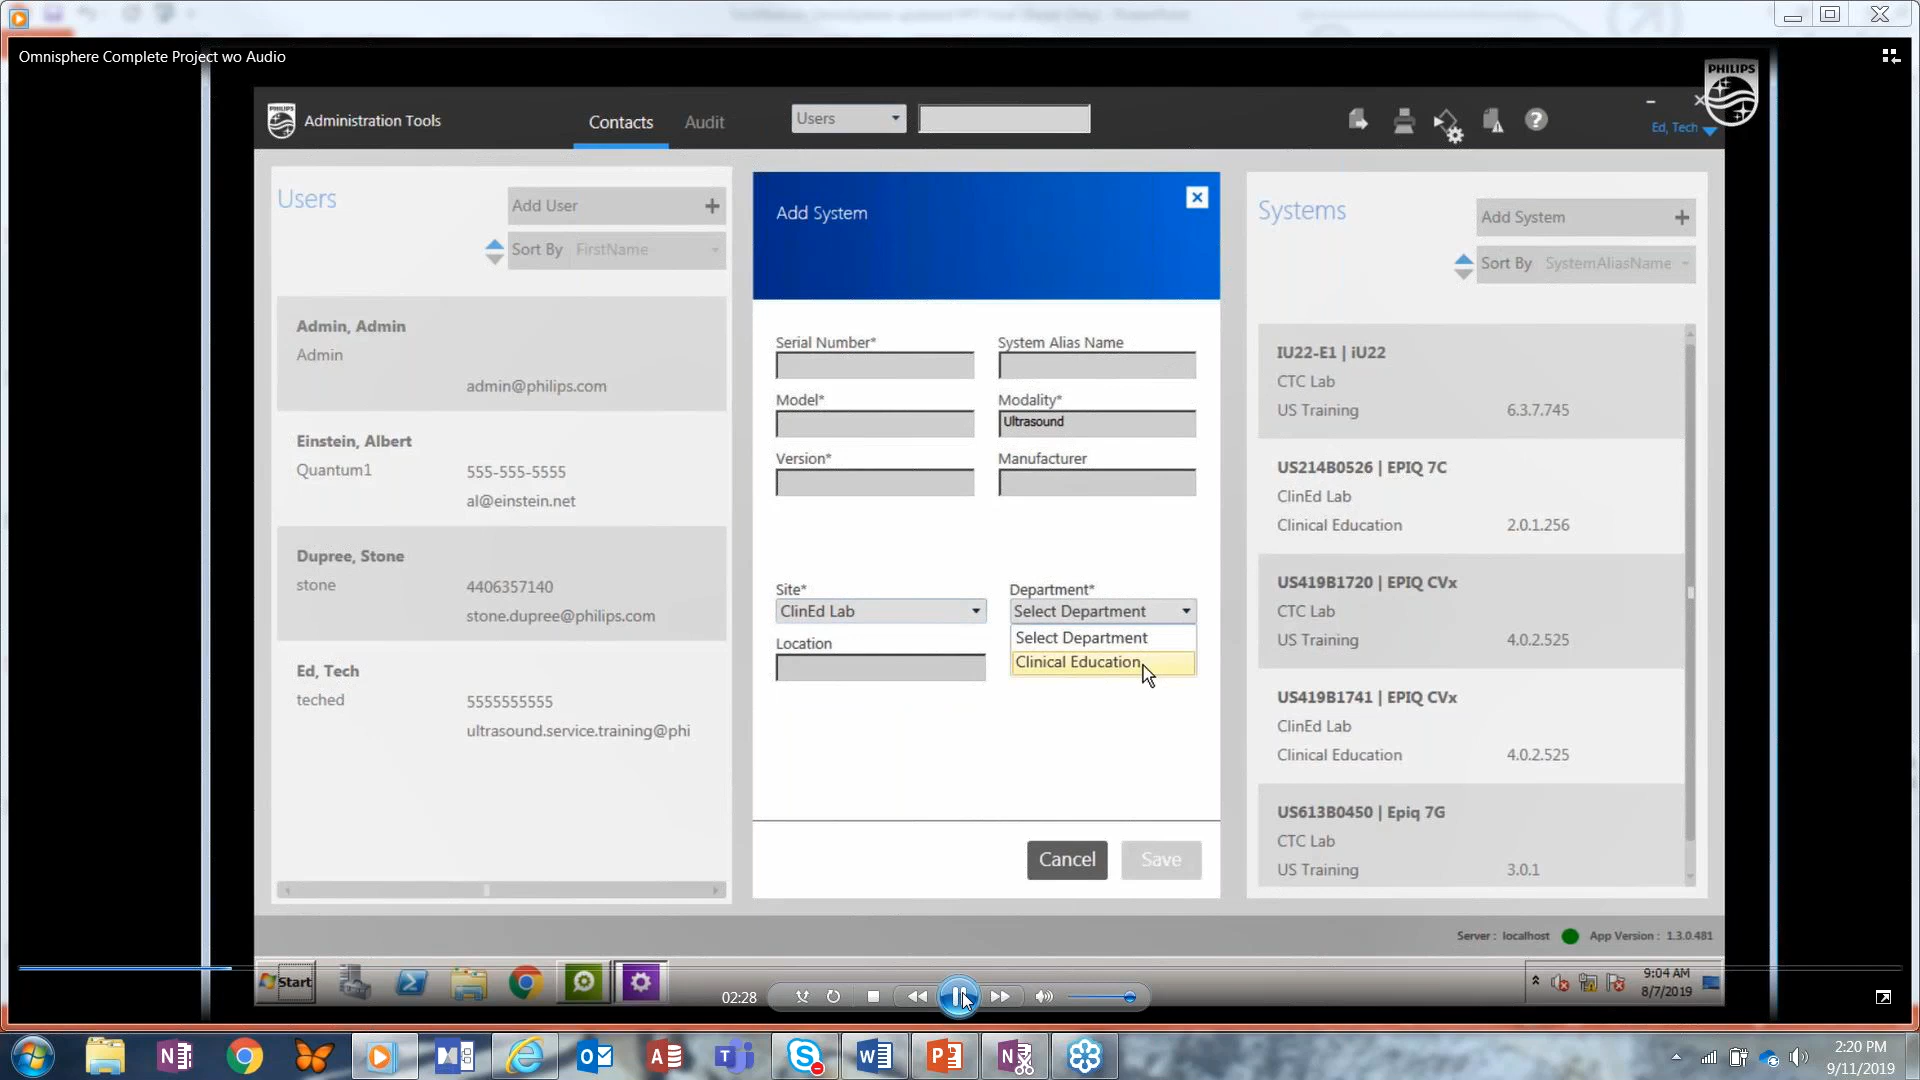 Omnisphere Complete Project wo Audio
PHILIPS
PHILIPS
Administration Tools
Contacts
Audit
Users
Ed, Tech
Users
Add User
Sort By FirstName
Admin, Admin
Admin
admin@philips.com
Einstein, Albert
Quantum1
555-555-5555
al@einstein.net
Dupree, Stone
stone
4406357140
stone.dupree@philips.com
Ed, Tech
teched
5555555555
ultrasound.service.training@phi
Add System
Serial Number*
System Alias Name
Model*
Modality*
Ultrasound
Version*
Manufacturer
Site*
Department*
ClinEd Lab
Select Department
Select Department
Location
Clinical Education
Cancel
Save
Systems
Add System
Sort By SystemAliasName
IU22-E1 | iU22
CTC Lab
US Training 6.3.7.745
US214B0526 | EPIQ 7C
ClinEd Lab
Clinical Education 2.0.1.256
US419B1720 | EPIQ CVx
CTC Lab
US Training 4.0.2.525
US419B1741 | EPIQ CVx
ClinEd Lab
Clinical Education 4.0.2.525
US613B0450 | Epiq 7G
CTC Lab
US Training 3.0.1
Server : localhost
App Version : 1.3.0.481
Start
02:28
9:04 AM
8/7/2019
2:20 PM
9/11/2019